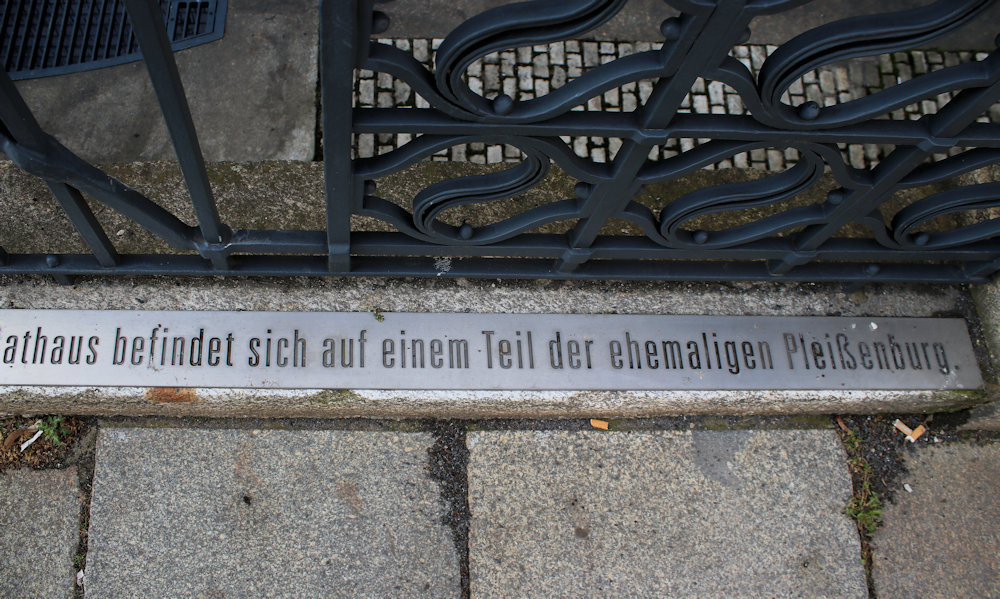 athaus befindet sich auf einem Teil der ehemaligen Pleißenburg.